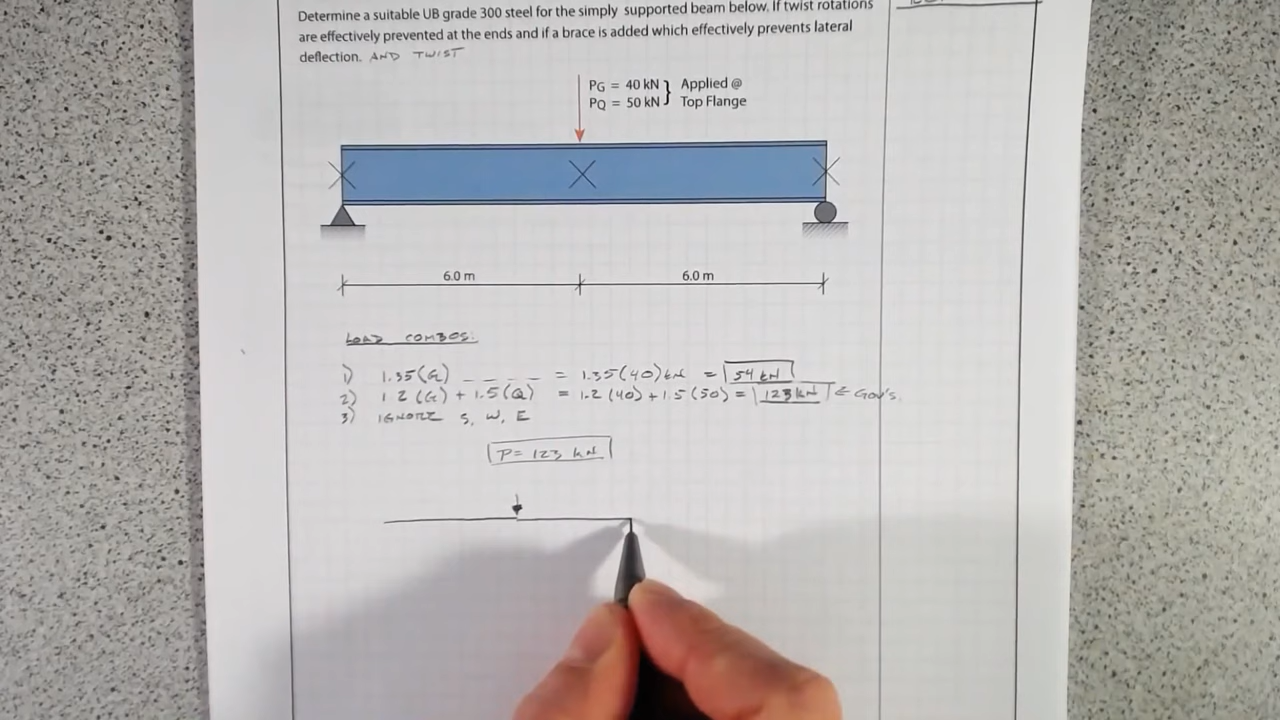 Determine a suitable UB grade 300 steel for the simply supported beam below. If twist rotations
are effectively prevented at the ends and if a brace is added which effectively prevents lateral
deflection. AND TWIST
PG = 40 kN } Applied @
PQ = 50 kN Top Flange
6.0 m 6.0 m
LOAD COMBOS:
1) 1.35(G) _ _ _ _ = 1.35(40)kN = 54 kN
2) 1.2(G) + 1.5(Q) = 1.2(40) + 1.5(50) = 123 kN ← GOV'S.
3) IGNORE S, W, E
P = 123 kN